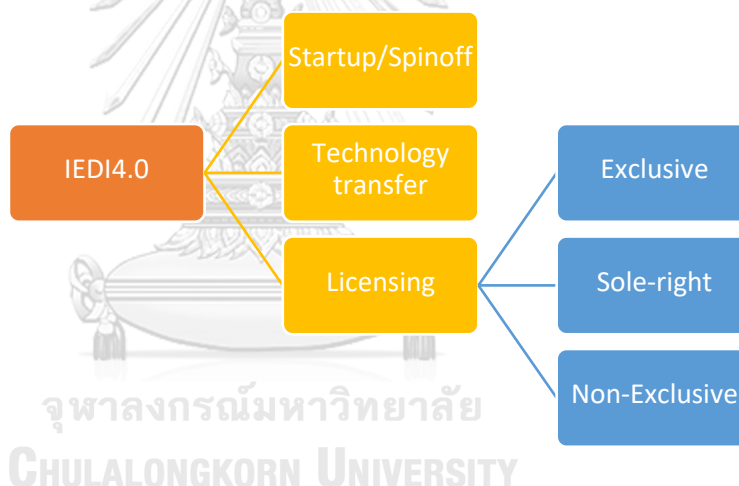 Startup/Spinoff
IEDI4.0
Technology
transfer
Exclusive
Licensing
Sole-right
Non-Exclusive
จุฬาลงกรณ์มหาวิทยาลัย
CHULALONGKORN UNIVERSITY